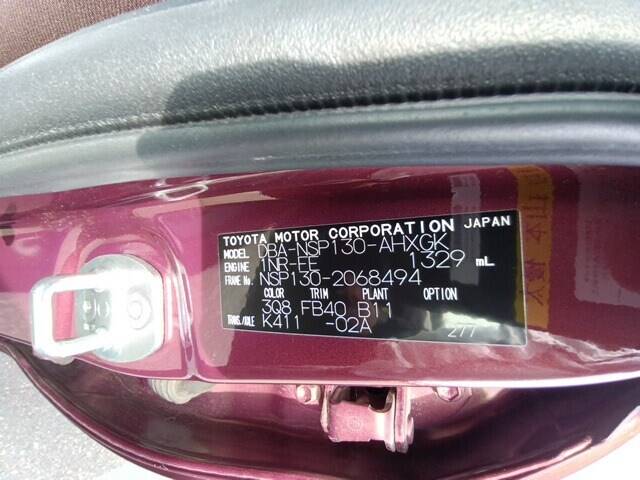 TOYOTA MOTOR CORPORATION JAPAN
MODEL DBA-NSP130-AHXGK
ENGINE 1NR-FE 1329 mL
FRAME No. NSP130-2068494
COLOR TRIM PLANT OPTION
3Q8 FB40 B11
TRANS./AXLE K411 -02A
277